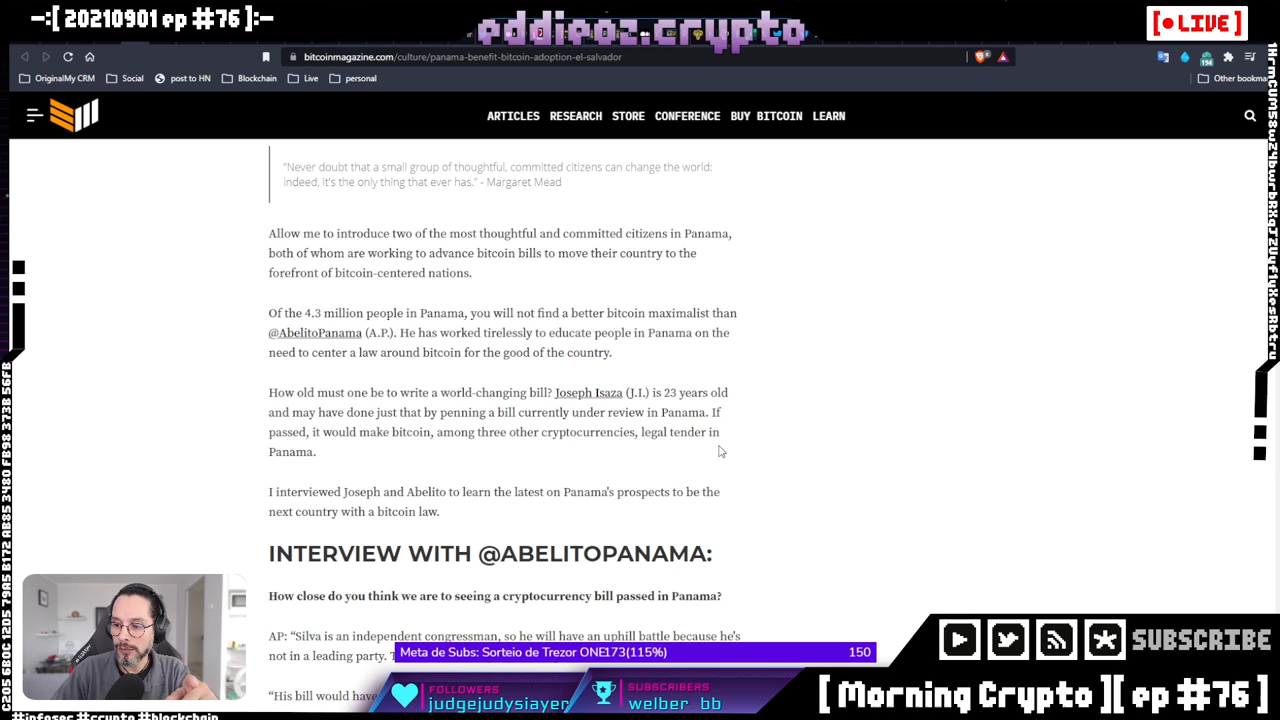 -:[ 20210901 ep #76 ]:-
eddieoz.crypto
[● LIVE]
bitcoinmagazine.com/culture/panama-benefit-bitcoin-adoption-el-salvador
194
OriginalMy CRM
Social
post to HN
Blockchain
Live
personal
Other bookma
ARTICLES RESEARCH STORE CONFERENCE BUY BITCOIN LEARN
“Never doubt that a small group of thoughtful, committed citizens can change the world:
indeed, it's the only thing that ever has.” - Margaret Mead
Allow me to introduce two of the most thoughtful and committed citizens in Panama,
both of whom are working to advance bitcoin bills to move their country to the
forefront of bitcoin-centered nations.
Of the 4.3 million people in Panama, you will not find a better bitcoin maximalist than
@AbelitoPanama (A.P.). He has worked tirelessly to educate people in Panama on the
need to center a law around bitcoin for the good of the country.
How old must one be to write a world-changing bill? Joseph Isaza (J.I.) is 23 years old
and may have done just that by penning a bill currently under review in Panama. If
passed, it would make bitcoin, among three other cryptocurrencies, legal tender in
Panama.
I interviewed Joseph and Abelito to learn the latest on Panama's prospects to be the
next country with a bitcoin law.
INTERVIEW WITH @ABELITOPANAMA:
How close do you think we are to seeing a cryptocurrency bill passed in Panama?
AP: “Silva is an independent congressman, so he will have an uphill battle because he's
not in a leading party. T
“His bill would have
Meta de Subs: Sorteio de Trezor ONE173(115%)
150
FOLLOWERS
judgejudysiayer
SUBSCRIBERS
welber_bb
SUBSCRIBE
[ Morning Crypto ][ ep #76 ]
#infosec #crypto #blockchain